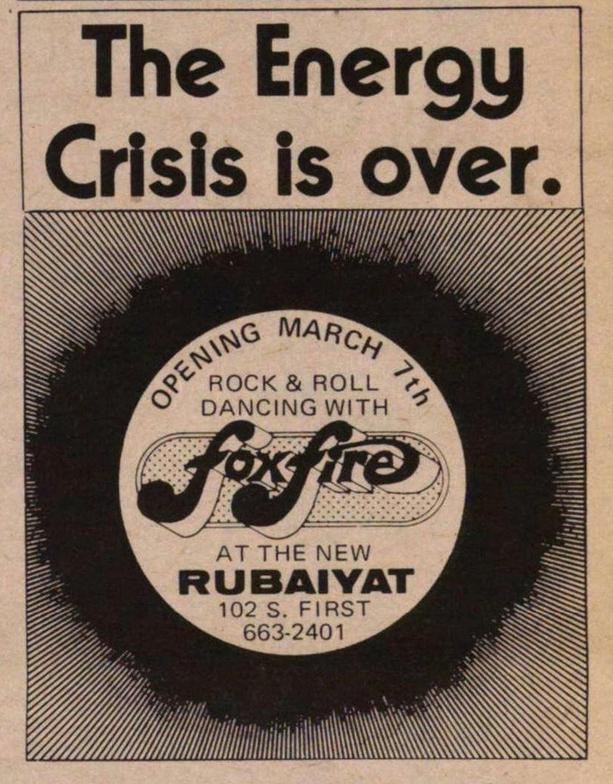 The Energy
Crisis is over.
OPENING MARCH 7th
ROCK & ROLL
DANCING WITH
foxfire
AT THE NEW
RUBAIYAT
102 S. FIRST
663-2401